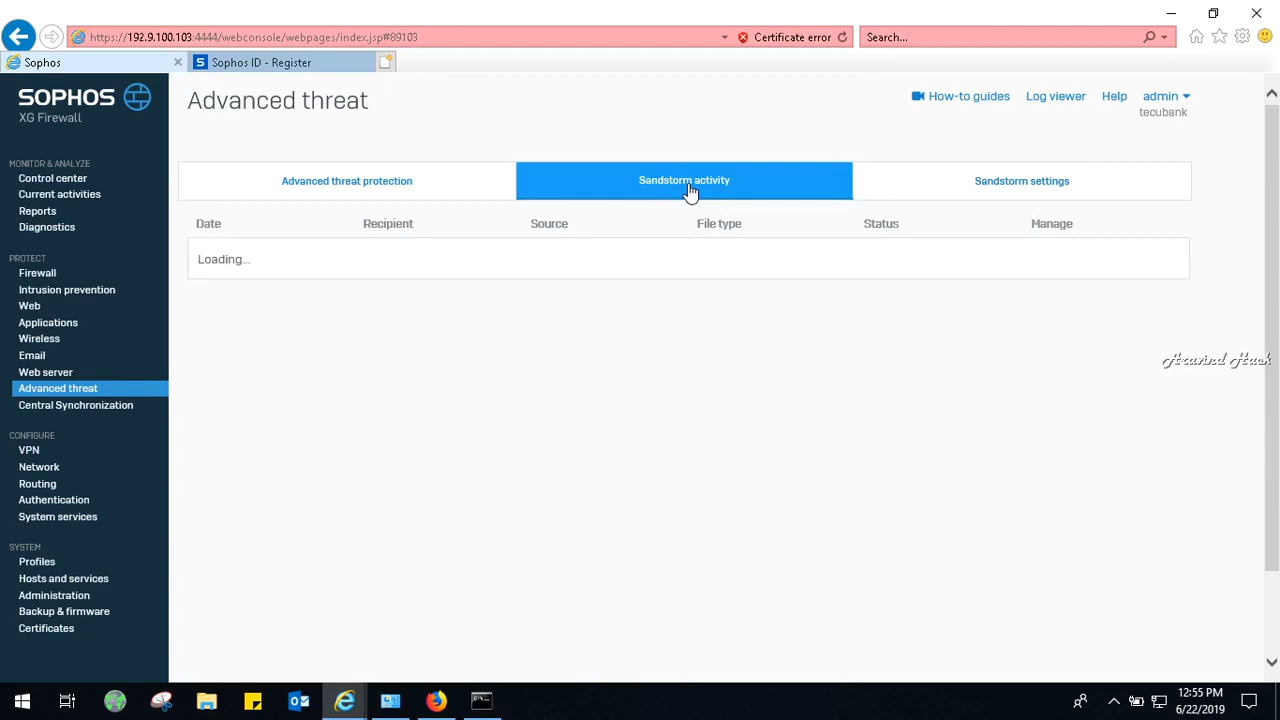 https://192.9.100.103:4444/webconsole/webpages/index.jsp#89103
Certificate error
Search...
Sophos
Sophos ID - Register
SOPHOS
XG Firewall
MONITOR & ANALYZE
Control center
Current activities
Reports
Diagnostics
PROTECT
Firewall
Intrusion prevention
Web
Applications
Wireless
Email
Web server
Advanced threat
Central Synchronization
CONFIGURE
VPN
Network
Routing
Authentication
System services
SYSTEM
Profiles
Hosts and services
Administration
Backup & firmware
Certificates
Advanced threat
How-to guides
Log viewer
Help
admin
tecubank
Advanced threat protection
Sandstorm activity
Sandstorm settings
Date Recipient Source File type Status Manage
Loading...
Aravind Hack
12:55 PM
6/22/2019